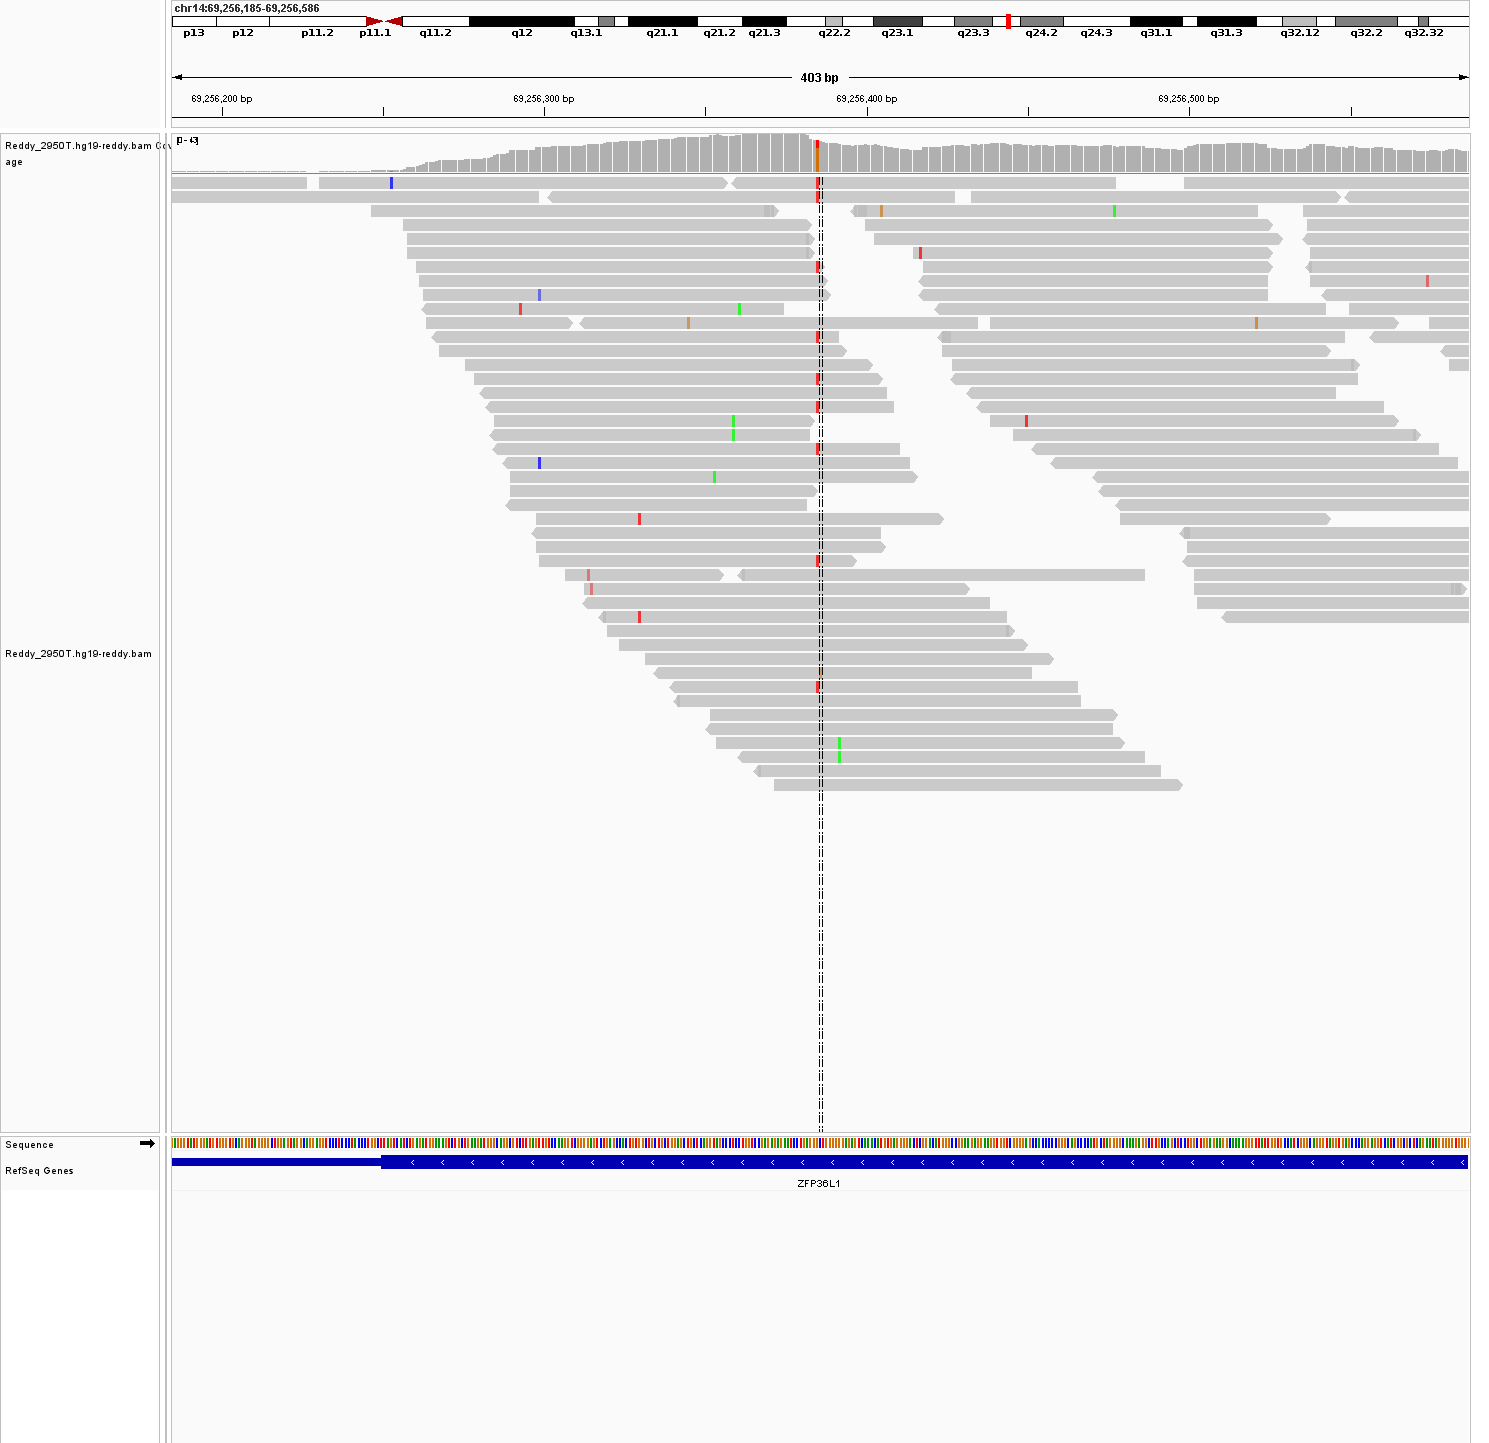 chr14:69,256,185-69,256,586
p13 p12 p11.2 p11.1 q11.2 q12 q13.1 q21.1 q21.2 q21.3 q22.2 q23.1 q23.3 q24.2 q24.3 q31.1 q31.3 q32.12 q32.2 q32.32
403 bp
69,256,200 bp 69,256,300 bp 69,256,400 bp 69,256,500 bp
Reddy_2950T.hg19-reddy.bam Cov
age
Reddy_2950T.hg19-reddy.bam
Sequence
RefSeq Genes
ZFP36L1